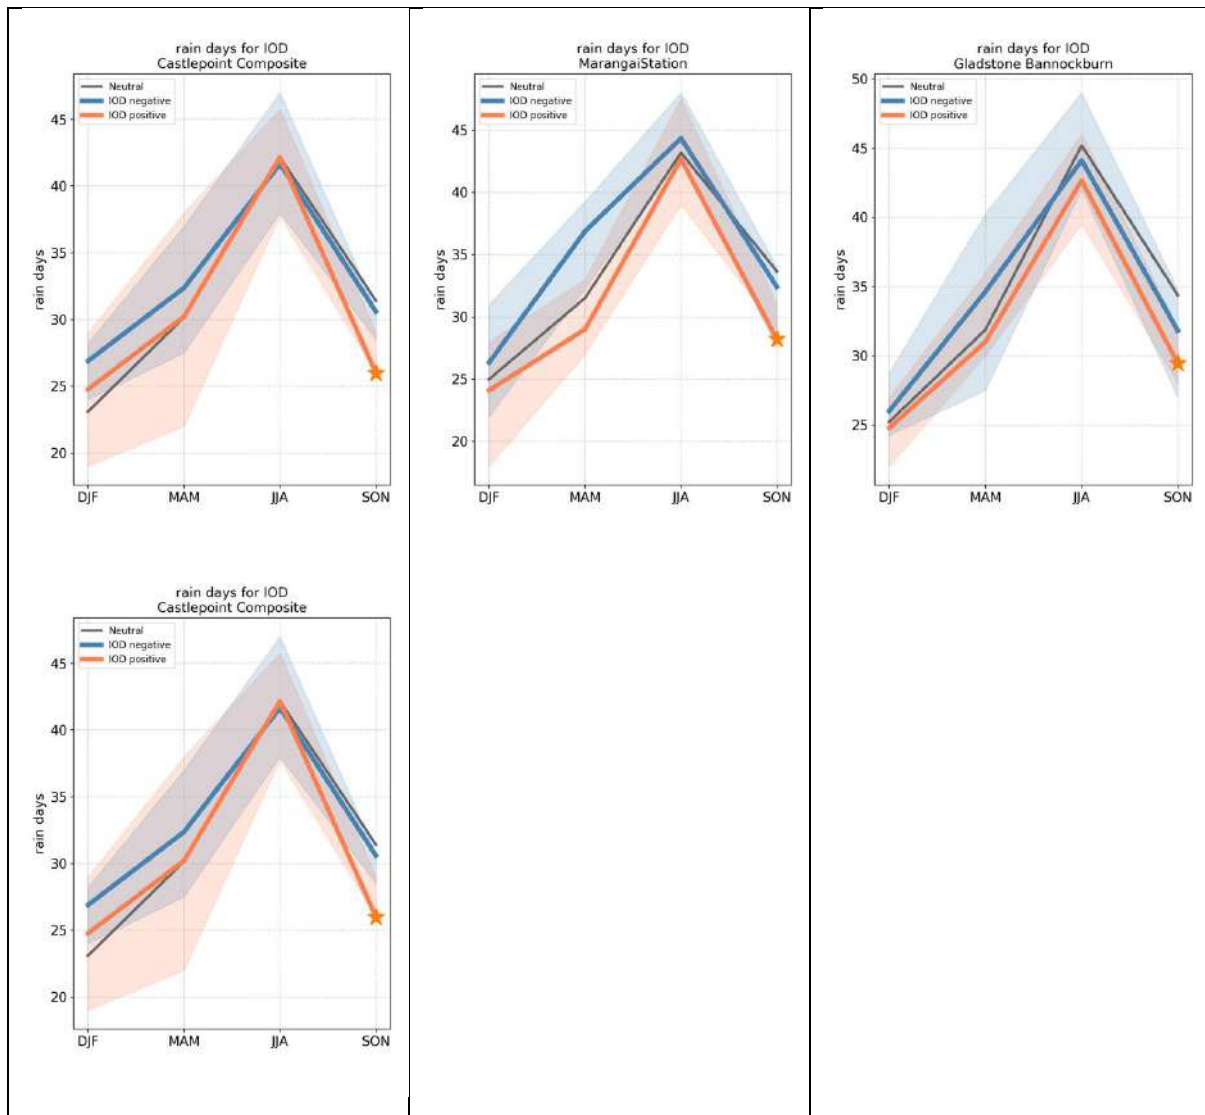 rain days for IOD
Castlepoint Composite
Neutral
IOD negative
IOD positive
45
40
35
30
25
20
rain days
DJF MAM JJA SON
rain days for IOD
MarangaiStation
Neutral
IOD negative
IOD positive
45
40
35
30
25
20
rain days
DJF MAM JJA SON
rain days for IOD
Gladstone Bannockburn
50
Neutral
IOD negative
IOD positive
45
40
35
30
25
rain days
DJF MAM JJA SON
rain days for IOD
Castlepoint Composite
Neutral
IOD negative
IOD positive
45
40
35
30
25
20
rain days
DJF MAM JJA SON